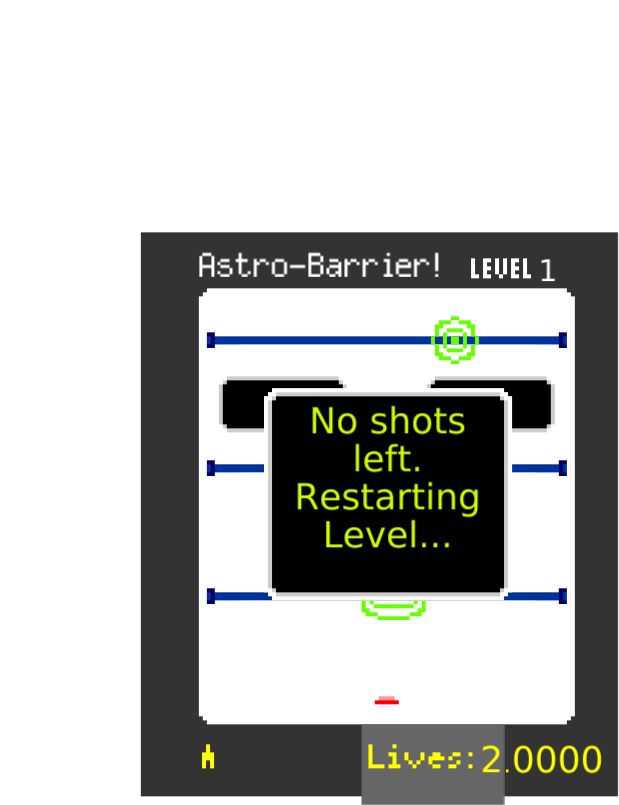 Astro-Barrier! LEVEL 1
No shots
left.
Restarting
Level...
Lives: 2.0000